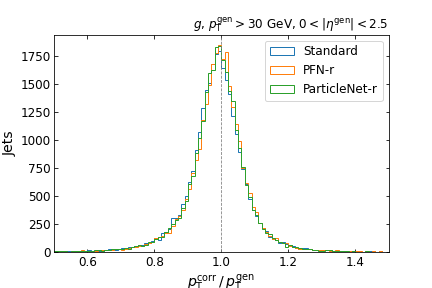 g, p_T^gen > 30 GeV, 0 < |η^gen| < 2.5
Standard
PFN-r
ParticleNet-r
Jets
1750
1500
1250
1000
750
500
250
0
0.6 0.8 1.0 1.2 1.4
p_T^corr / p_T^gen